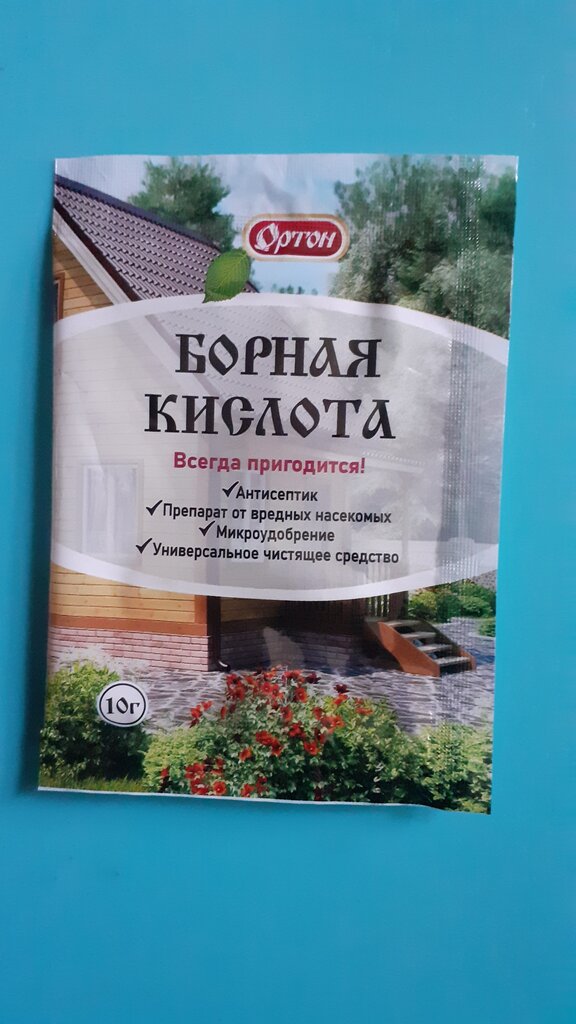 Ортон
БОРНАЯ
КИСЛОТА
Всегда пригодится!
✓Антисептик
✓Препарат от вредных насекомых
✓Микроудобрение
✓Универсальное чистящее средство
10г